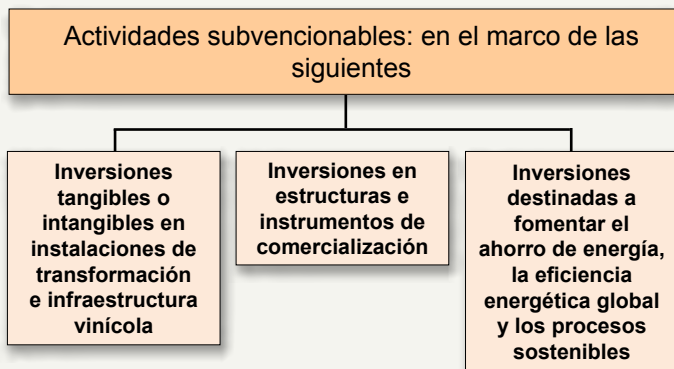 Actividades subvencionables: en el marco de las
siguientes
Inversiones
tangibles o
intangibles en
instalaciones de
transformación
e infraestructura
vinícola
Inversiones en
estructuras e
instrumentos de
comercialización
Inversiones
destinadas a
fomentar el
ahorro de energía,
la eficiencia
energética global
y los procesos
sostenibles